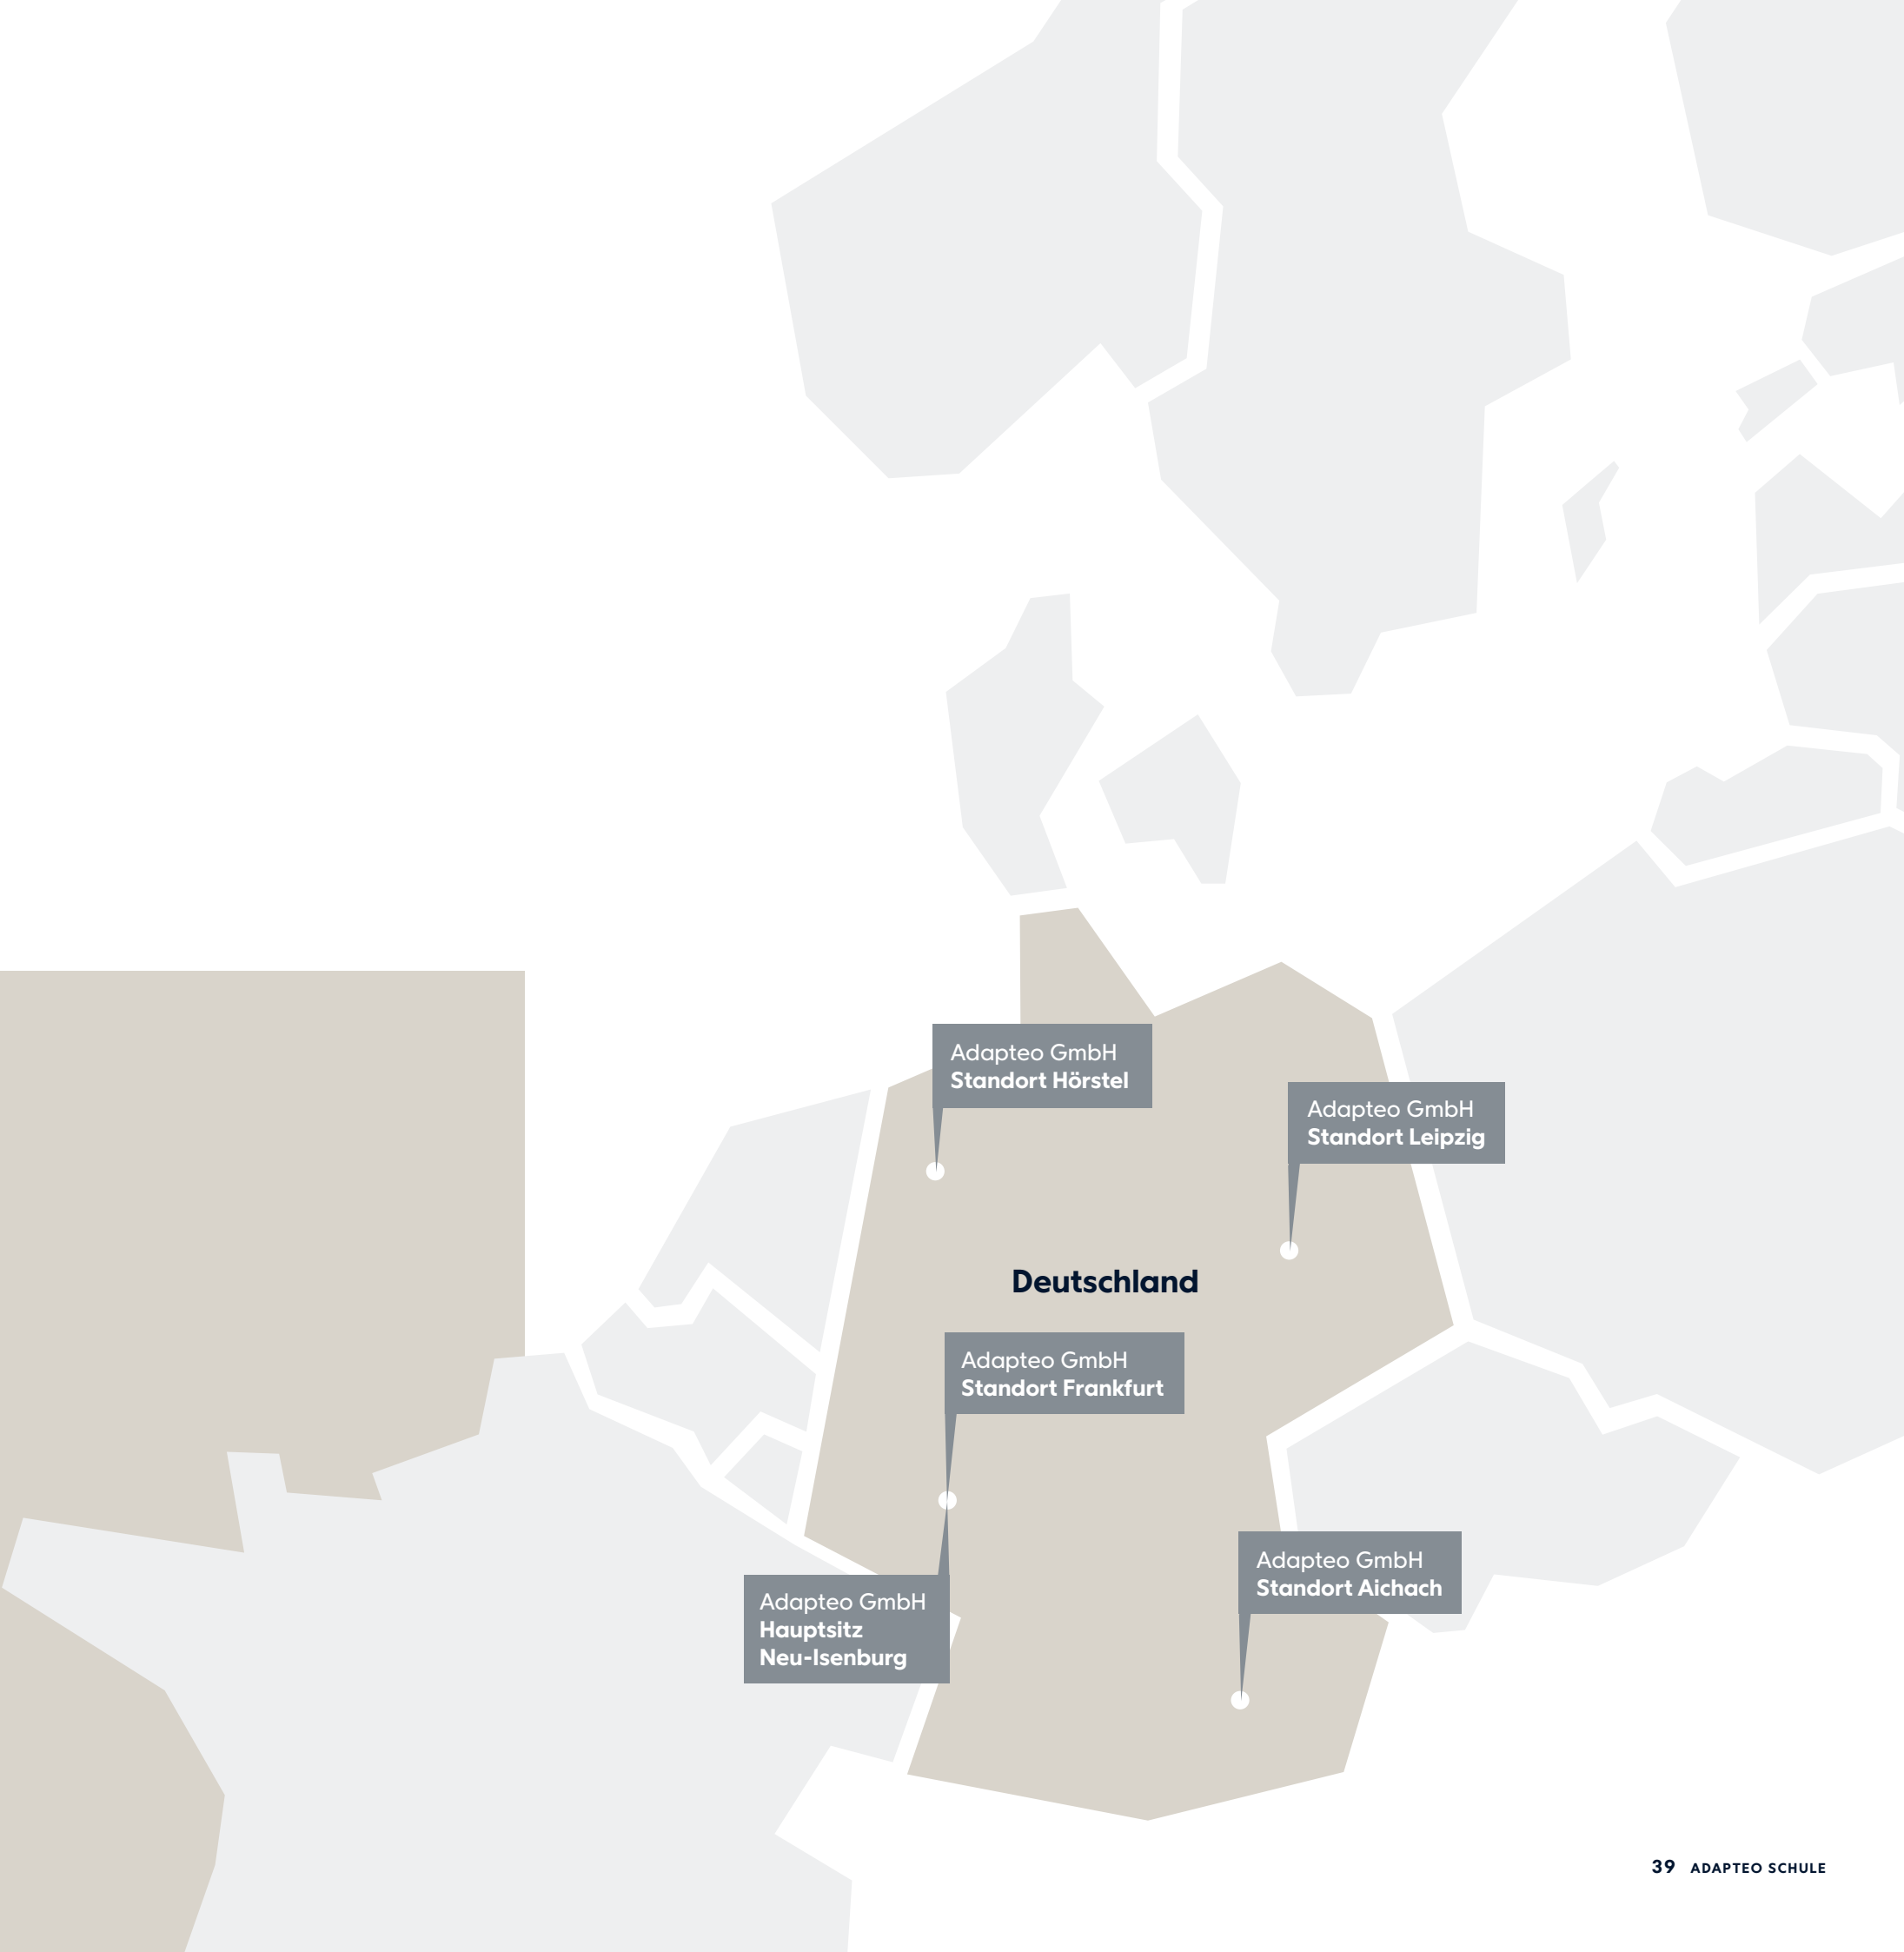 Adapteo GmbH
Standort Hörstel
Adapteo GmbH
Standort Leipzig
Deutschland
Adapteo GmbH
Standort Frankfurt
Adapteo GmbH
Standort Aichach
Adapteo GmbH
Hauptsitz
Neu-Isenburg
39 ADAPTEO SCHULE